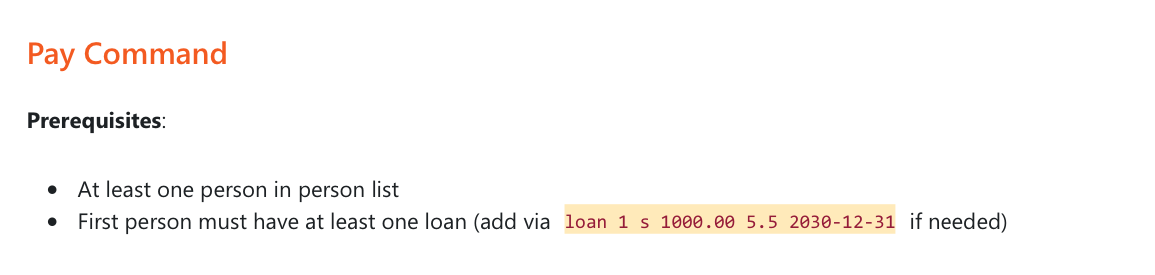 Pay Command
Prerequisites:
• At least one person in person list
• First person must have at least one loan (add via loan 1 s 1000.00 5.5 2030-12-31 if needed)